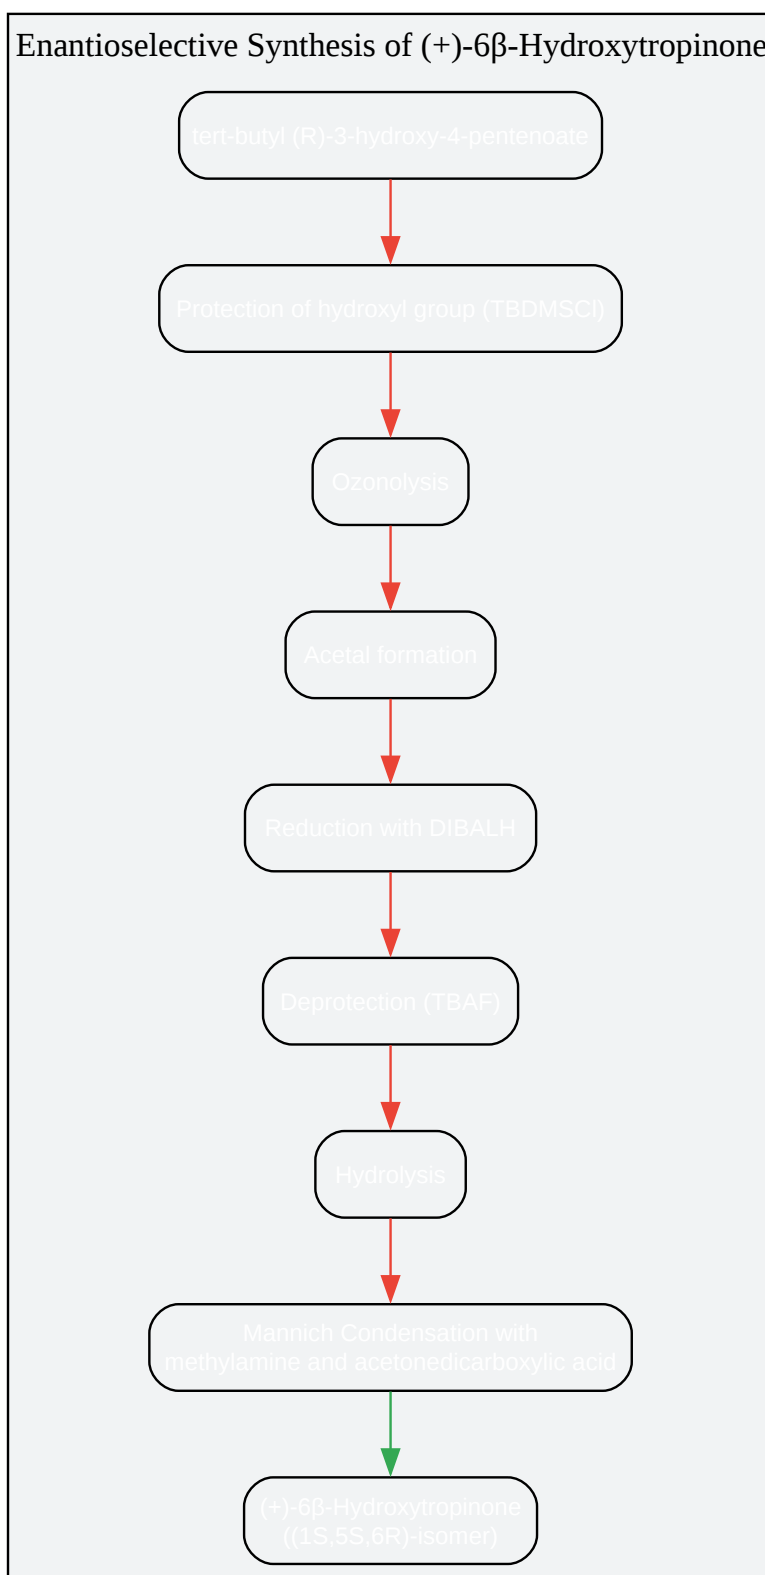 Enantioselective Synthesis of (+)-6β-Hydroxytropinone
tert-butyl (R)-3-hydroxy-4-pentenoate
Protection of hydroxyl group (TBDMSCl)
Ozonolysis
Acetal formation
Reduction with DIBALH
Deprotection (TBAF)
Hydrolysis
Mannich Condensation with
methylamine and acetonedicarboxylic acid
(+)-6β-Hydroxytropinone
((1S,5S,6R)-isomer)